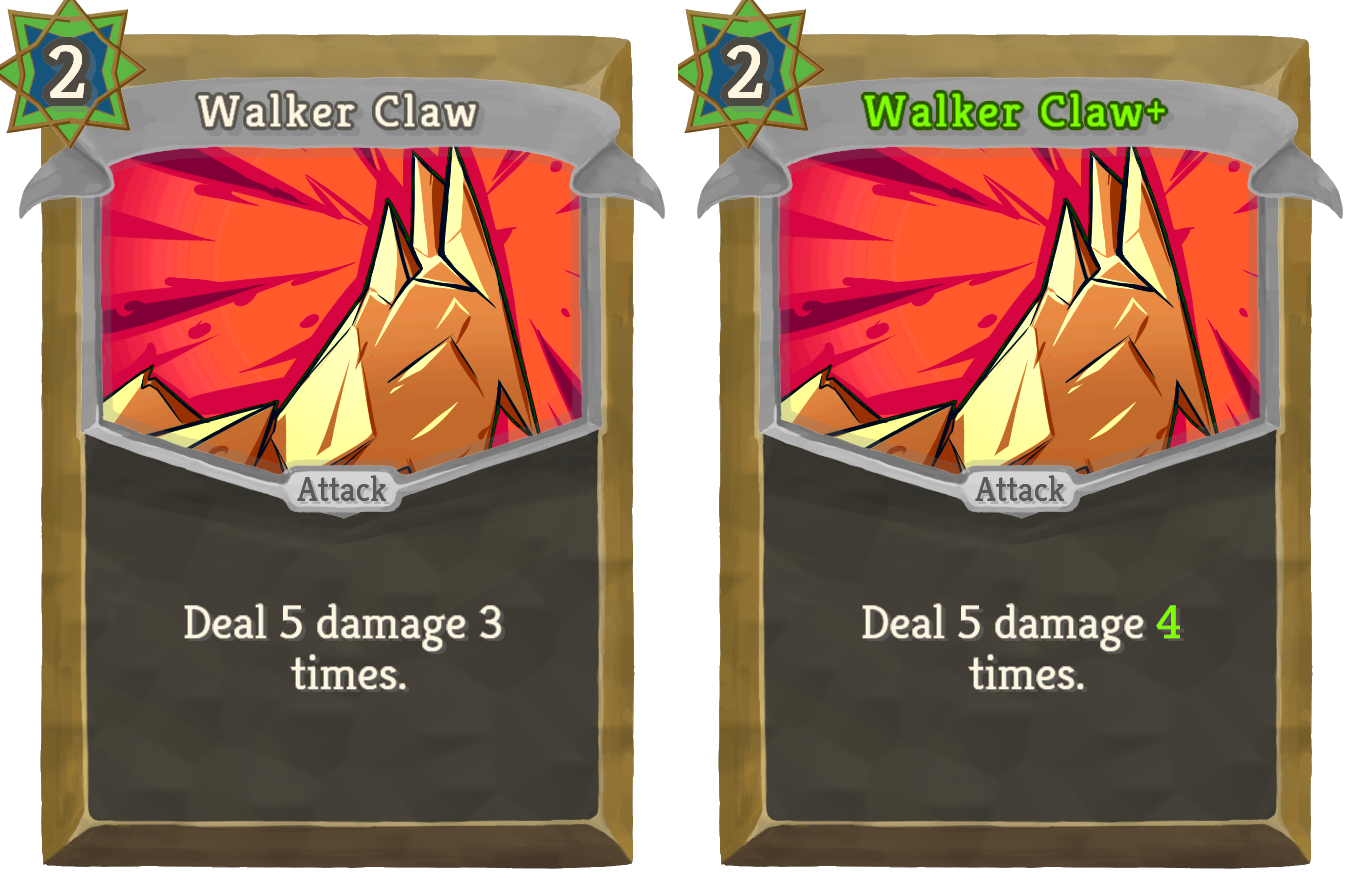 2
Walker Claw
Attack
Deal 5 damage 3
times.
2
Walker Claw+
Attack
Deal 5 damage 4
times.